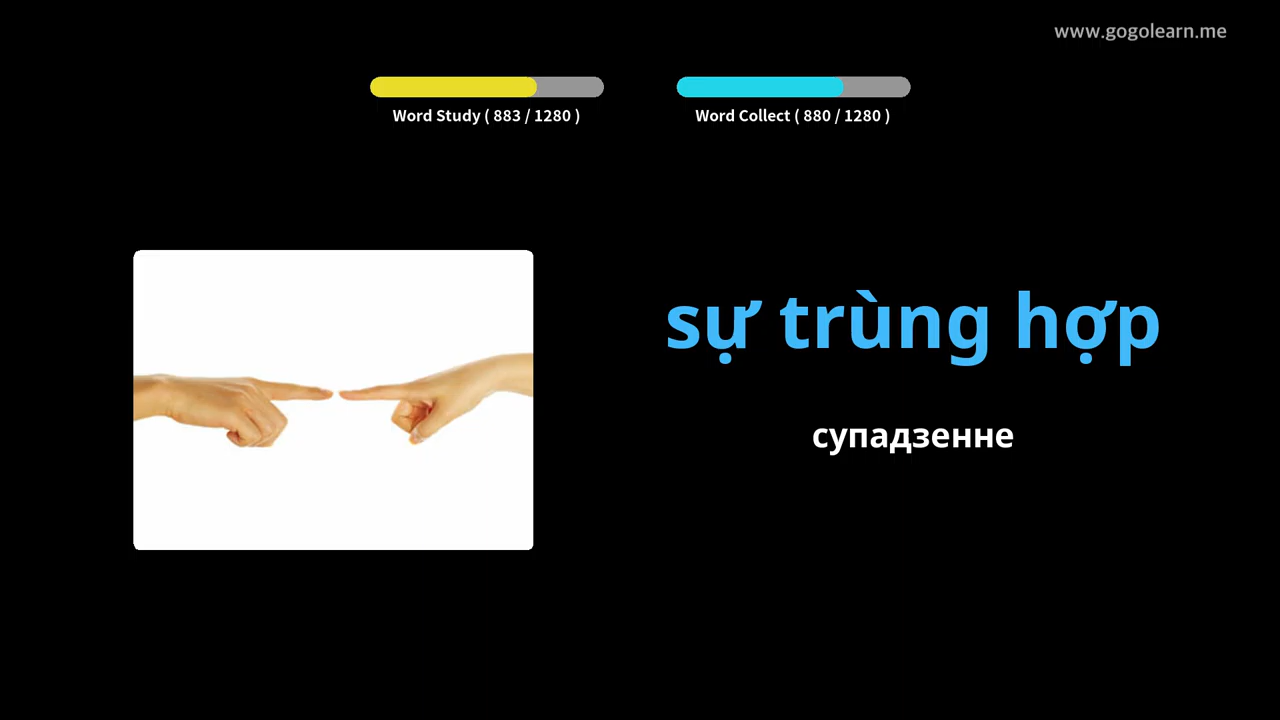 www.gogolearn.me
Word Study ( 883 / 1280 )
Word Collect ( 880 / 1280 )
sự trùng hợp
супадзенне